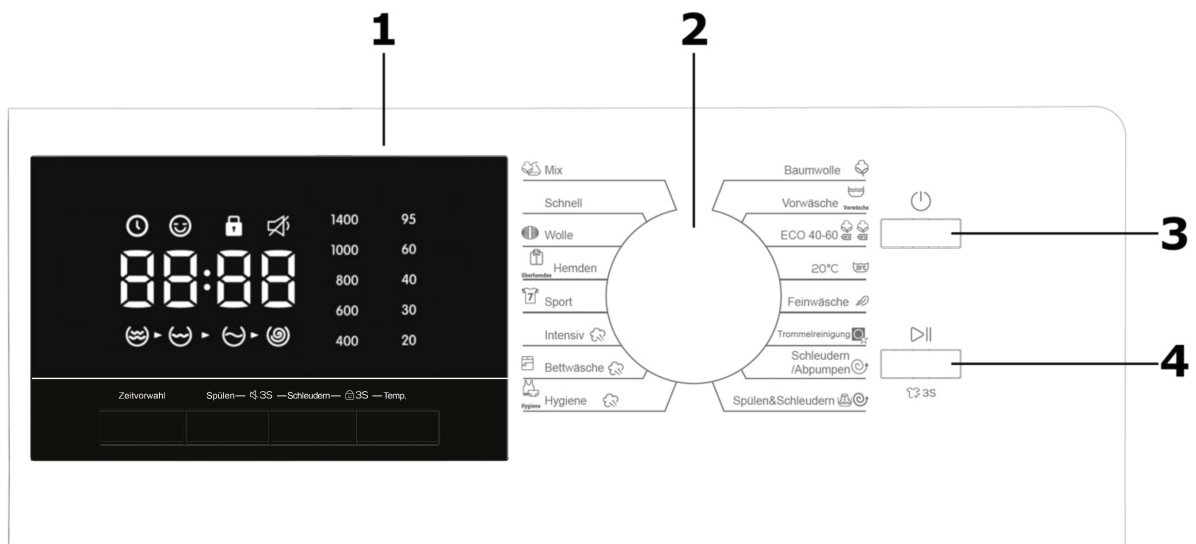 1
2
1400 95
1000 60
88:88
800 40
600 30
400 20
Zeitvorwahl Spülen— 3S —Schleudern— 3S —Temp.
Mix
Schnell
Wolle
Oberhemden Hemden
7 Sport
Intensiv
Bettwäsche
Hygiene Hygiene
Baumwolle
Vorwäsche Vorwäsche
ECO 40-60
20°C 20°C
Feinwäsche
Trommelreinigung
Schleudern
/Abpumpen
Spülen&Schleudern
3
4
3S